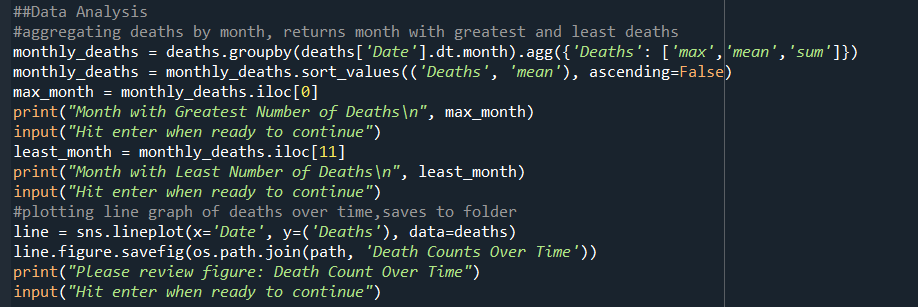 ##Data Analysis
#aggregating deaths by month, returns month with greatest and least deaths
monthly_deaths = deaths.groupby(deaths['Date'].dt.month).agg({'Deaths': ['max','mean','sum']})
monthly_deaths = monthly_deaths.sort_values(('Deaths', 'mean'), ascending=False)
max_month = monthly_deaths.iloc[0]
print("Month with Greatest Number of Deaths\n", max_month)
input("Hit enter when ready to continue")
least_month = monthly_deaths.iloc[11]
print("Month with Least Number of Deaths\n", least_month)
input("Hit enter when ready to continue")
#plotting line graph of deaths over time,saves to folder
line = sns.lineplot(x='Date', y=('Deaths'), data=deaths)
line.figure.savefig(os.path.join(path, 'Death Counts Over Time'))
print("Please review figure: Death Count Over Time")
input("Hit enter when ready to continue")